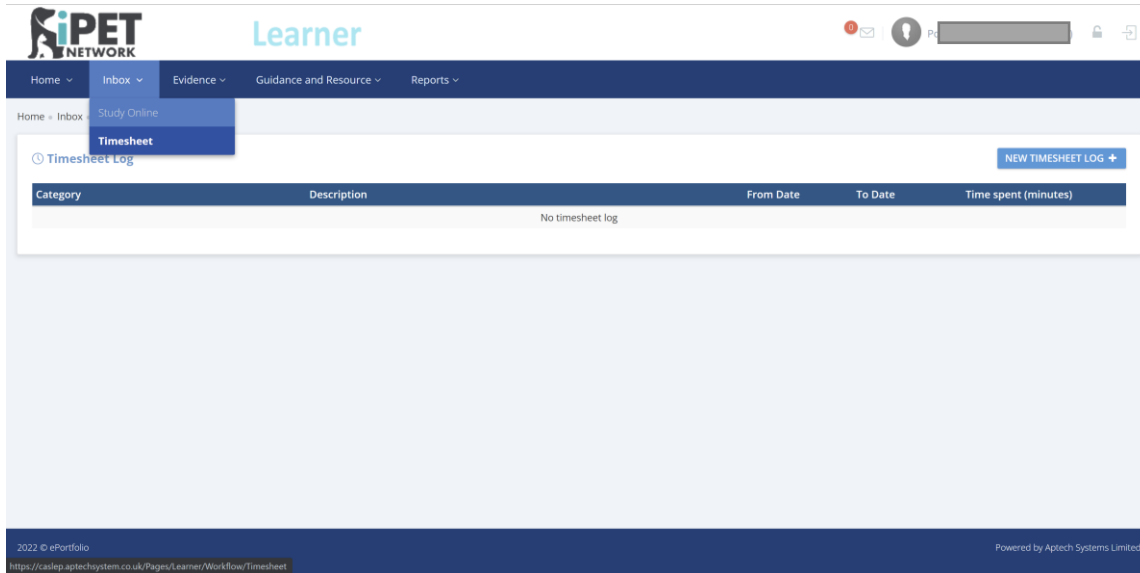 iPET
NETWORK
Learner
0
Home Inbox Evidence Guidance and Resource Reports
Home » Inbox
Study Online
Timesheet
Timesheet Log
NEW TIMESHEET LOG +
Category Description From Date To Date Time spent (minutes)
No timesheet log
2022 © ePortfolio
Powered by Aptech Systems Limited
https://caslep.aptechsystem.co.uk/Pages/Learner/Workflow/Timesheet